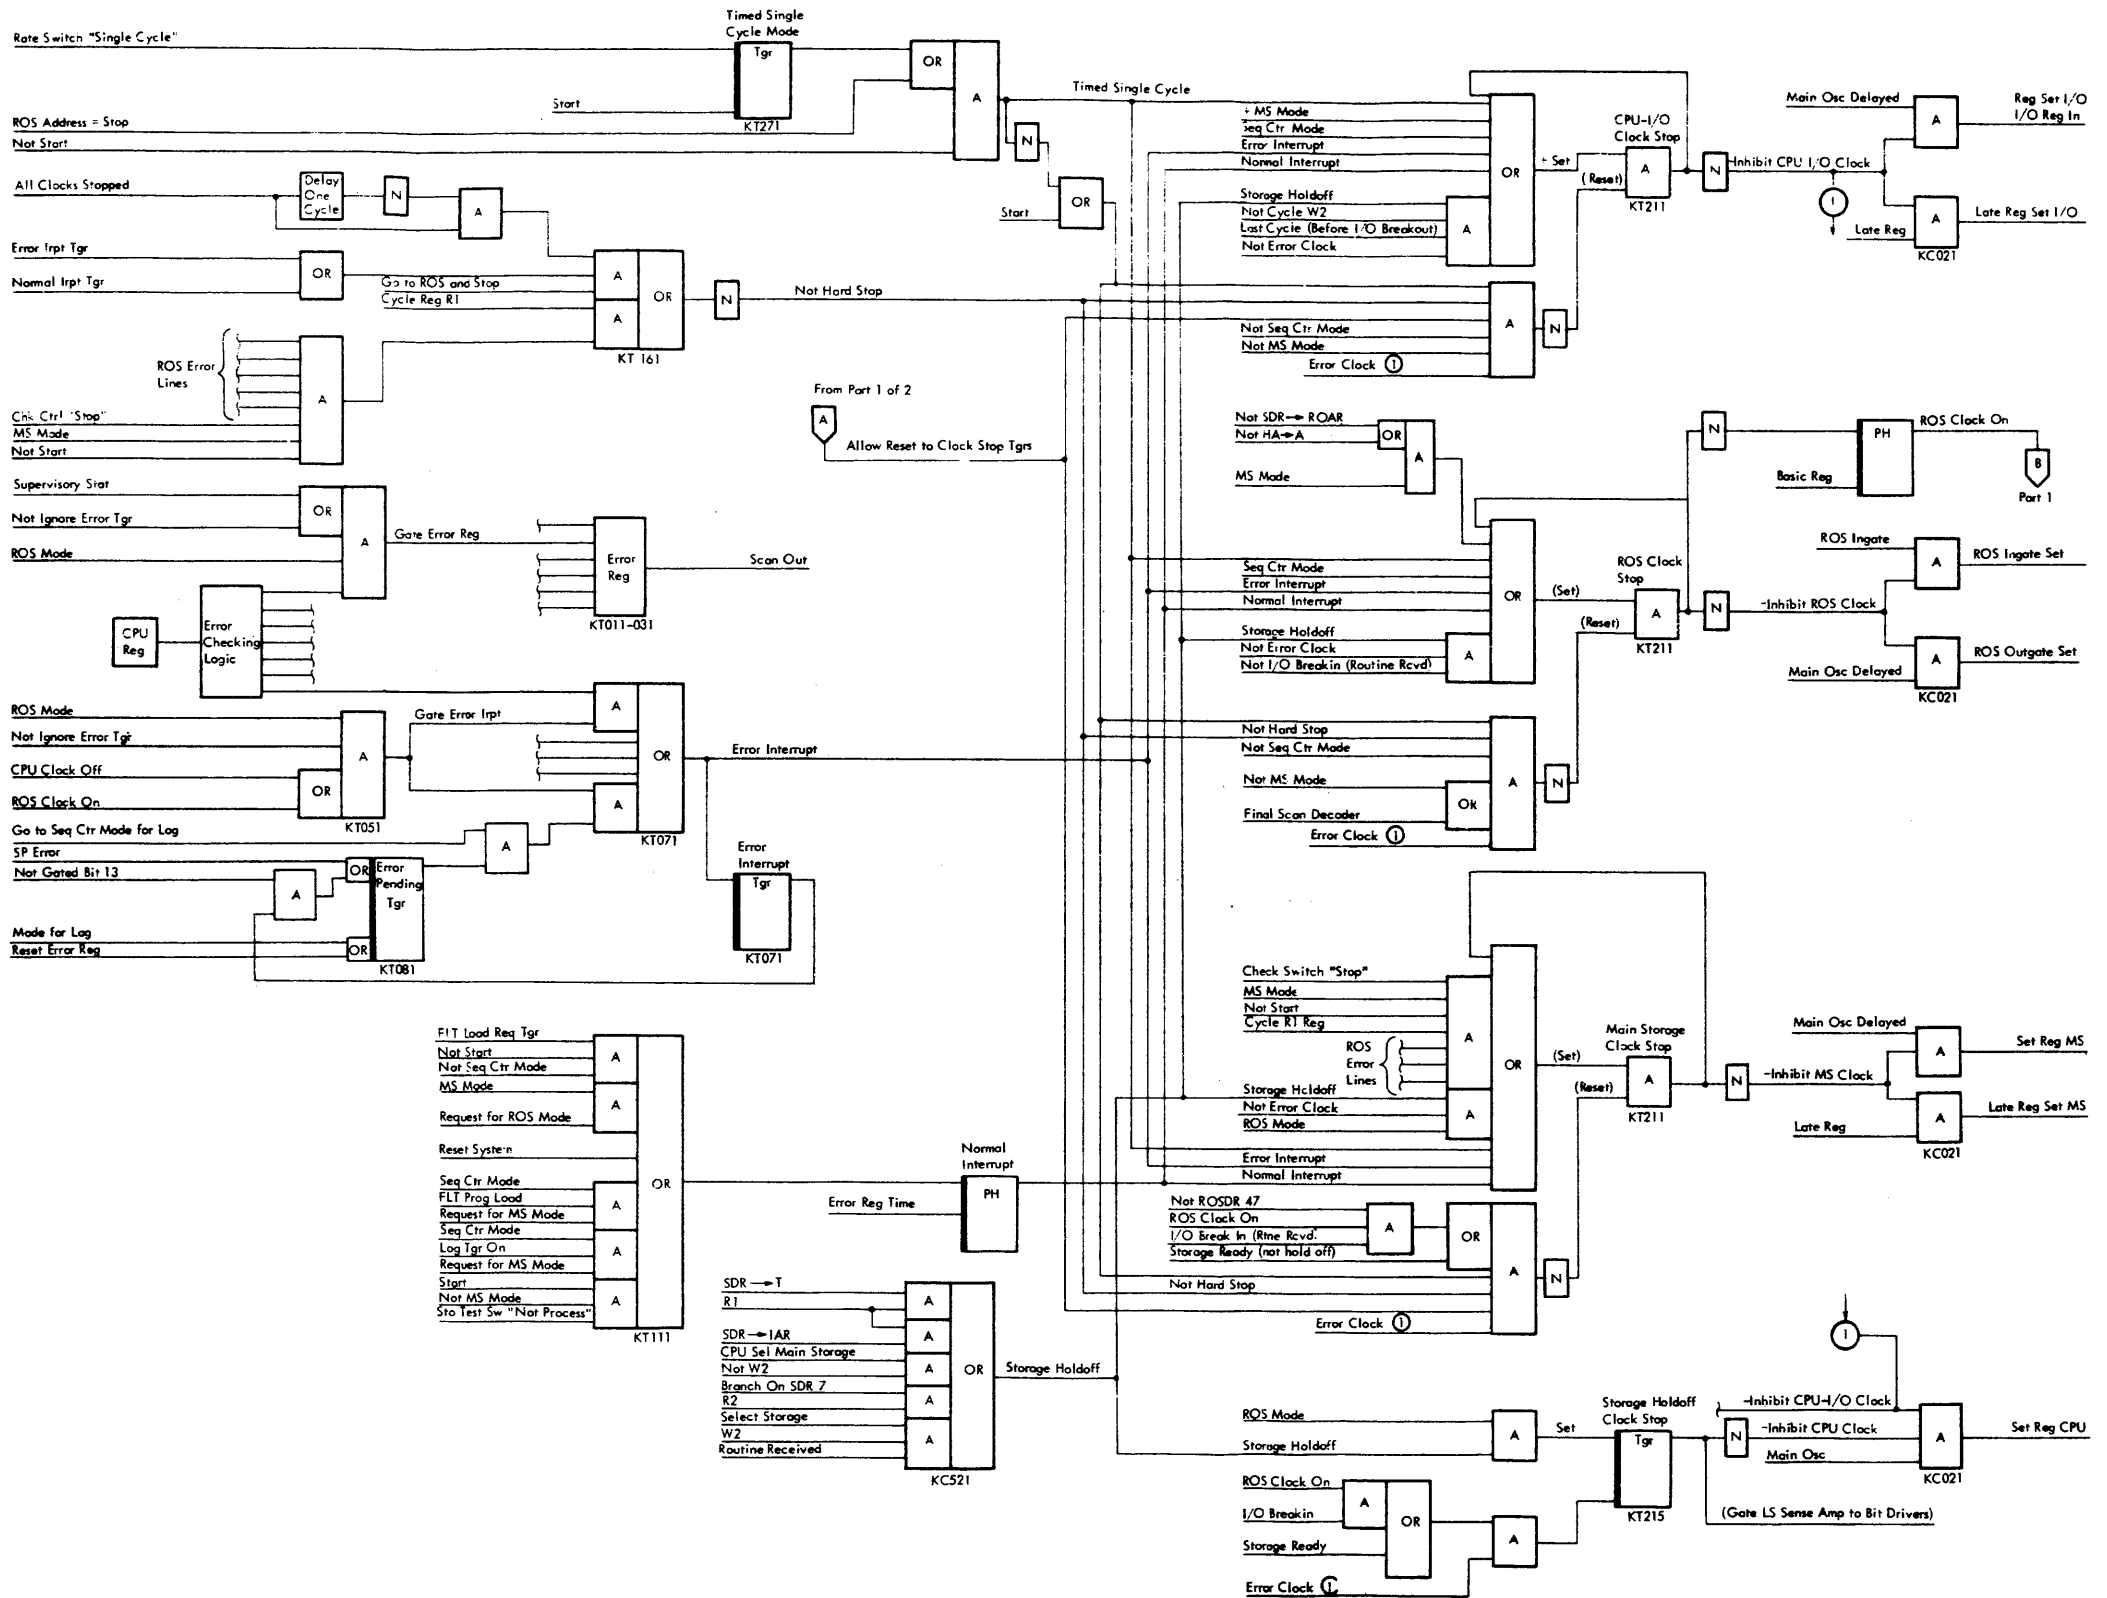 Timed Single
Cycle Mode
Rate Switch "Single Cycle"
Tgr
OR
A
Start
KT271
ROS Address = Stop
Not Start
Timed Single Cycle
N
OR
Start
All Clocks Stopped
Delay
One
Cycle
N
A
Error Irpt Tgr
Normal Irpt Tgr
OR
Go to ROS and Stop
Cycle Reg R1
A
A
OR
KT 161
N
Not Hard Stop
ROS Error
Lines
Chk Ctrl "Stop"
MS Mode
Not Start
A
From Part 1 of 2
A
Allow Reset to Clock Stop Tgrs
Supervisory Stat
Not Ignore Error Tgr
ROS Mode
OR
A
Gate Error Reg
Error
Reg
KT011-031
Scan Out
CPU
Reg
Error
Checking
Logic
ROS Mode
Not Ignore Error Tgr
CPU Clock Off
ROS Clock On
OR
A
KT051
Gate Error Irpt
A
A
OR
KT071
Error Interrupt
Go to Seq Ctr Mode for Log
SP Error
Not Gated Bit 13
A
A
OR
Error
Pending
Tgr
OR
KT081
Mode for Log
Reset Error Reg
Error
Interrupt
Tgr
KT071
FLT Load Req Tgr
Not Start
Not Seq Ctr Mode
MS Mode
Request for ROS Mode
Reset System
Seq Ctr Mode
FLT Prog Load
Request for MS Mode
Seq Ctr Mode
Log Tgr On
Request for MS Mode
Start
Not MS Mode
Sto Test Sw "Not Process"
A
A
A
A
A
OR
KT111
Normal
Interrupt
Error Reg Time
PH
SDR → T
R1
SDR → IAR
CPU Sel Main Storage
Not W2
Branch On SDR 7
R2
Select Storage
W2
Routine Received
A
A
A
A
A
OR
KC521
Storage Holdoff
+ MS Mode
Seq Ctr Mode
Error Interrupt
Normal Interrupt
Storage Holdoff
Not Cycle W2
Last Cycle (Before I/O Breakout)
Not Error Clock
A
OR
+ Set
(Reset)
CPU-I/O
Clock Stop
A
KT211
N
-Inhibit CPU I/O Clock
1
Main Osc Delayed
A
Reg Set I/O
I/O Reg In
Late Reg
A
KC021
Late Reg Set I/O
Not Seq Ctr Mode
Not MS Mode
Error Clock 1
A
N
Not SDR → ROAR
Not HA → A
MS Mode
OR
A
Seq Ctr Mode
Error Interrupt
Normal Interrupt
Storage Holdoff
Not Error Clock
Not I/O Breakin (Routine Rcvd)
A
OR
(Set)
(Reset)
ROS Clock
Stop
A
KT211
N
Basic Reg
PH
ROS Clock On
B
Part 1
N
-Inhibit ROS Clock
ROS Ingate
A
ROS Ingate Set
Main Osc Delayed
A
KC021
ROS Outgate Set
Not Hard Stop
Not Seq Ctr Mode
Not MS Mode
Final Scan Decoder
Error Clock 1
OR
A
N
Check Switch "Stop"
MS Mode
Not Start
Cycle R1 Reg
ROS
Error
Lines
Storage Holdoff
Not Error Clock
ROS Mode
Error Interrupt
Normal Interrupt
A
A
OR
(Set)
(Reset)
Main Storage
Clock Stop
A
KT211
N
-Inhibit MS Clock
Main Osc Delayed
A
Set Reg MS
Late Reg
A
KC021
Late Reg Set MS
Not ROSDR 47
ROS Clock On
I/O Break In (Rtne Rcvd.
Storage Ready (not hold off)
Not Hard Stop
Error Clock 1
A
OR
A
N
1
ROS Mode
Storage Holdoff
A
Set
Storage Holdoff
Clock Stop
Tgr
KT215
-Inhibit CPU-I/O Clock
N
-Inhibit CPU Clock
Main Osc
A
KC021
Set Reg CPU
(Gate LS Sense Amp to Bit Drivers)
ROS Clock On
I/O Breakin
Storage Ready
Error Clock 1
A
OR
A